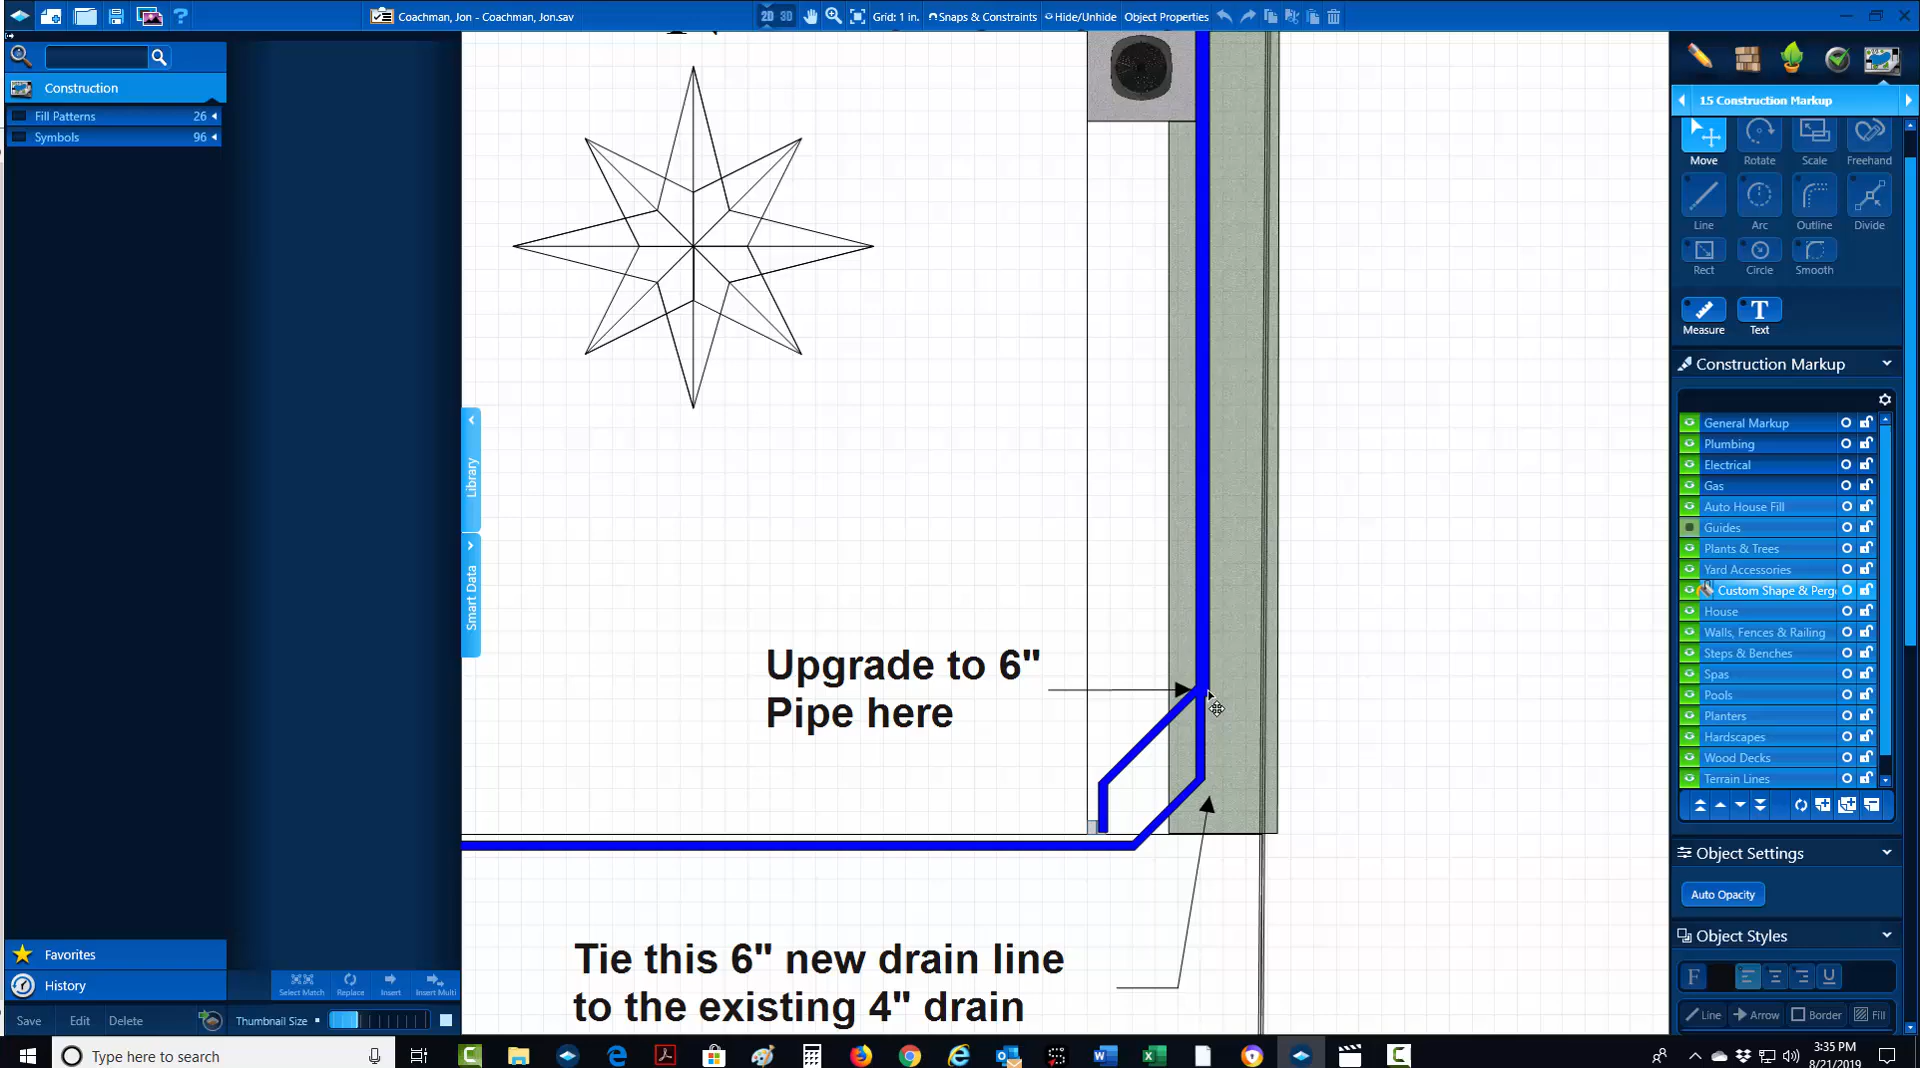 Coachman, Jon - Coachman, Jon.sav
2D 3D
Grid: 1 in.
Snaps & Constraints
Hide/Unhide
Object Properties
Construction
Fill Patterns 26
Symbols 96
Library
Smart Data
15 Construction Markup
Move Rotate Scale Freehand
Line Arc Outline Divide
Rect Circle Smooth
T
Measure Text
Construction Markup
General Markup
Plumbing
Electrical
Gas
Auto House Fill
Guides
Plants & Trees
Yard Accessories
Custom Shape & Perg
House
Walls, Fences & Railing
Steps & Benches
Spas
Pools
Planters
Hardscapes
Wood Decks
Terrain Lines
Object Settings
Auto Opacity
Object Styles
F U
Line Arrow Border Fill
Upgrade to 6"
Pipe here
Tie this 6" new drain line
to the existing 4" drain
Favorites
History
Select Match Replace Insert Insert Multi
Save Edit Delete Thumbnail Size
Type here to search
3:35 PM
8/21/2019